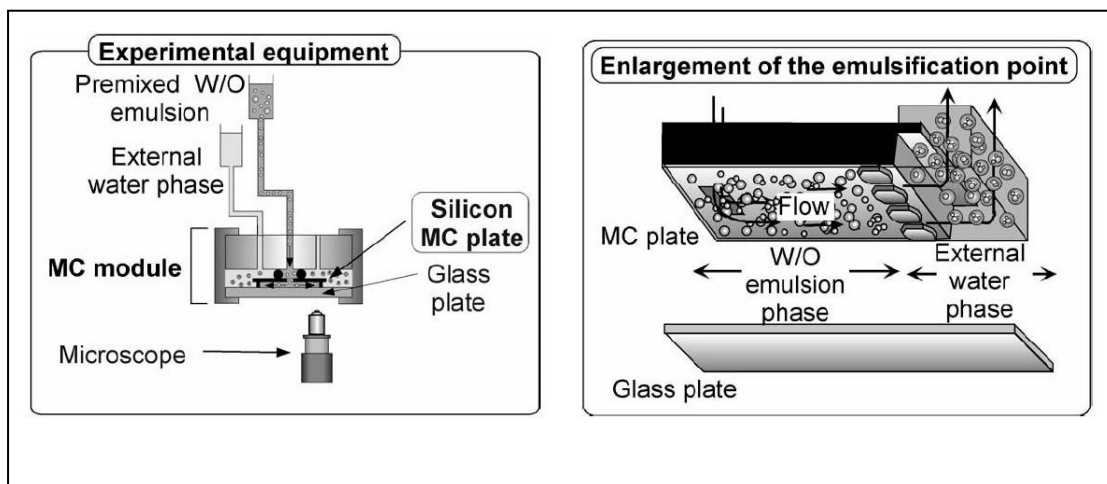 Experimental equipment
Premixed W/O
emulsion
External
water phase
Silicon
MC plate
MC module
Glass
plate
Microscope
Enlargement of the emulsification point
Flow
MC plate
W/O
emulsion
phase
External
water
phase
Glass plate